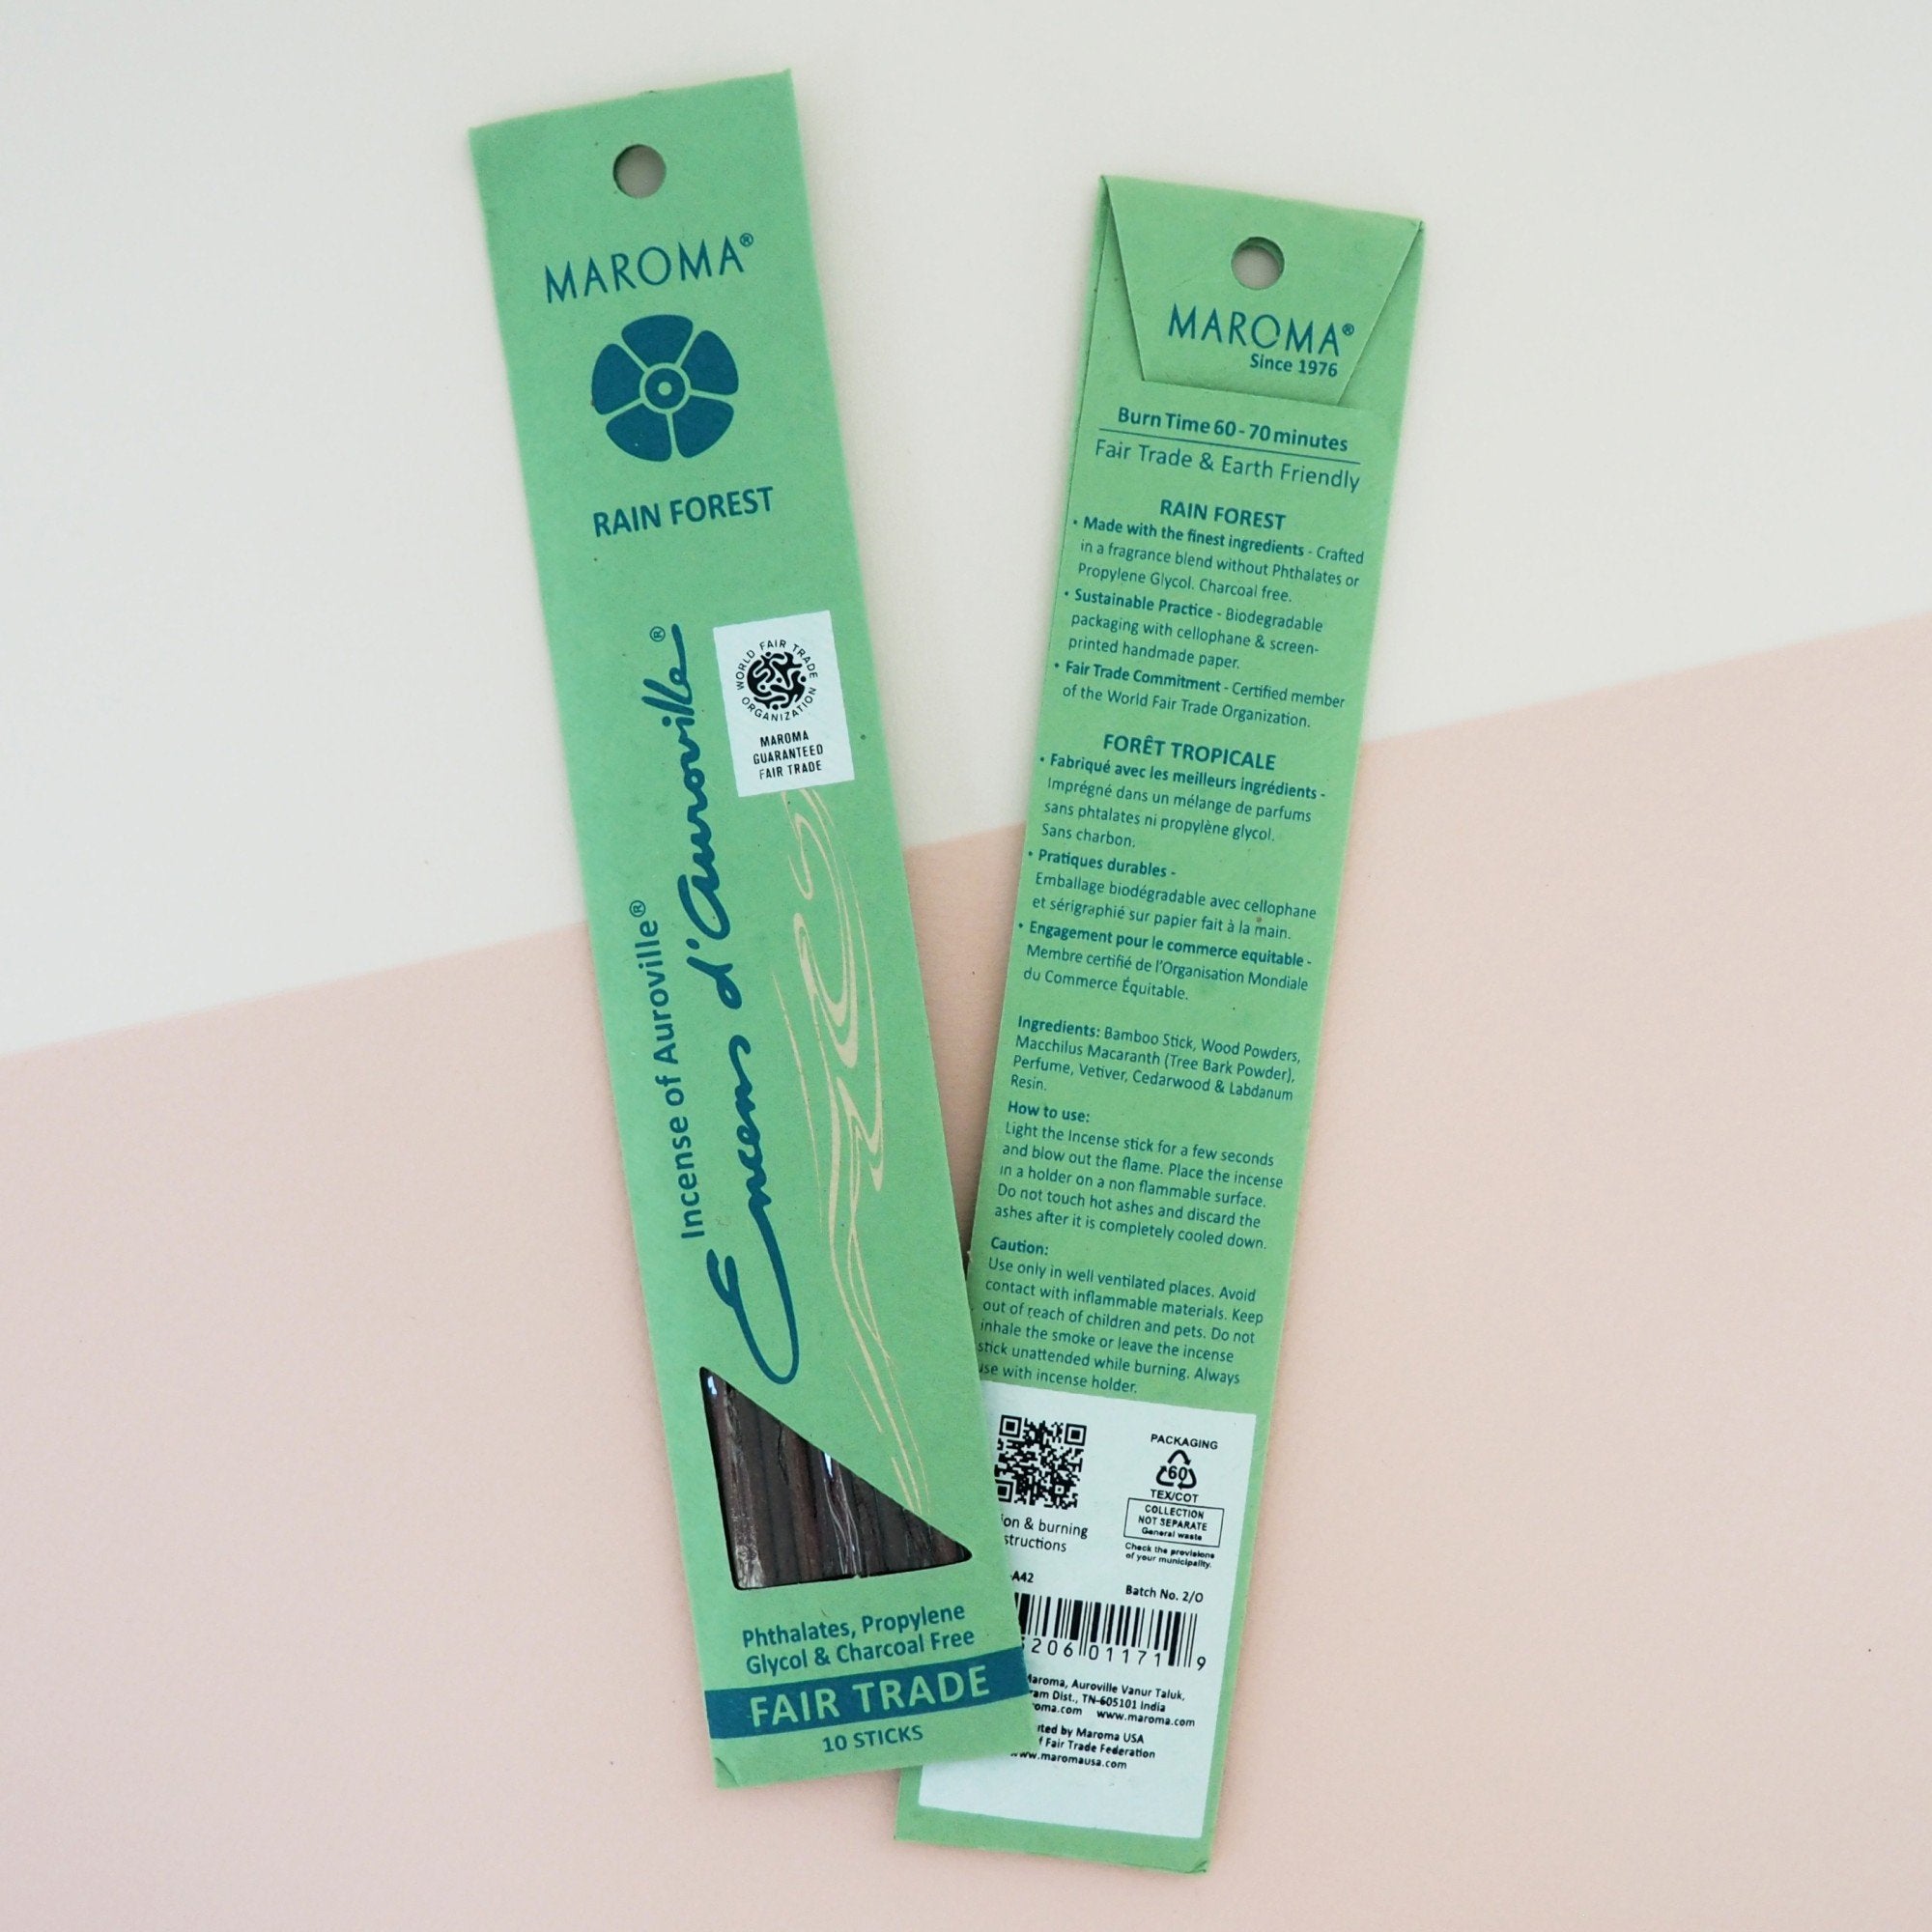 MAROMA®
RAIN FOREST
Incense of Auroville®
Encens d'Auroville®
WORLD FAIR TRADE
ORGANIZATION
MAROMA
GUARANTEED
FAIR TRADE
Phthalates, Propylene
Glycol & Charcoal Free
FAIR TRADE
10 STICKS
MAROMA®
Since 1976
Burn Time 60 - 70 minutes
Fair Trade & Earth Friendly
RAIN FOREST
• Made with the finest ingredients - Crafted
in a fragrance blend without Phthalates or
Propylene Glycol. Charcoal free.
• Sustainable Practice - Biodegradable
packaging with cellophane & screen-
printed handmade paper.
• Fair Trade Commitment - Certified member
of the World Fair Trade Organization.
FORÊT TROPICALE
• Fabriqué avec les meilleurs ingrédients -
Imprégné dans un mélange de parfums
sans phtalates ni propylène glycol.
Sans charbon.
• Pratiques durables -
Emballage biodégradable avec cellophane
et sérigraphié sur papier fait à la main.
• Engagement pour le commerce equitable -
Membre certifié de l'Organisation Mondiale
du Commerce Équitable.
Ingredients: Bamboo Stick, Wood Powders,
Macchilus Macaranth (Tree Bark Powder),
Perfume, Vetiver, Cedarwood & Labdanum
Resin.
How to use:
Light the Incense stick for a few seconds
and blow out the flame. Place the incense
in a holder on a non flammable surface.
Do not touch hot ashes and discard the
ashes after it is completely cooled down.
Caution:
Use only in well ventilated places. Avoid
contact with inflammable materials. Keep
out of reach of children and pets. Do not
inhale the smoke or leave the incense
stick unattended while burning. Always
use with incense holder.
& burning
PACKAGING
60
TEX/COT
COLLECTION
NOT SEPARATE
General waste
Check the provisions
of your municipality.
A42
Batch No. 2/O
206 01171 9
Maroma, Auroville Vanur Taluk,
Dist., TN-605101 India
www.maroma.com
by Maroma USA
Fair Trade Federation
www.maromausa.com